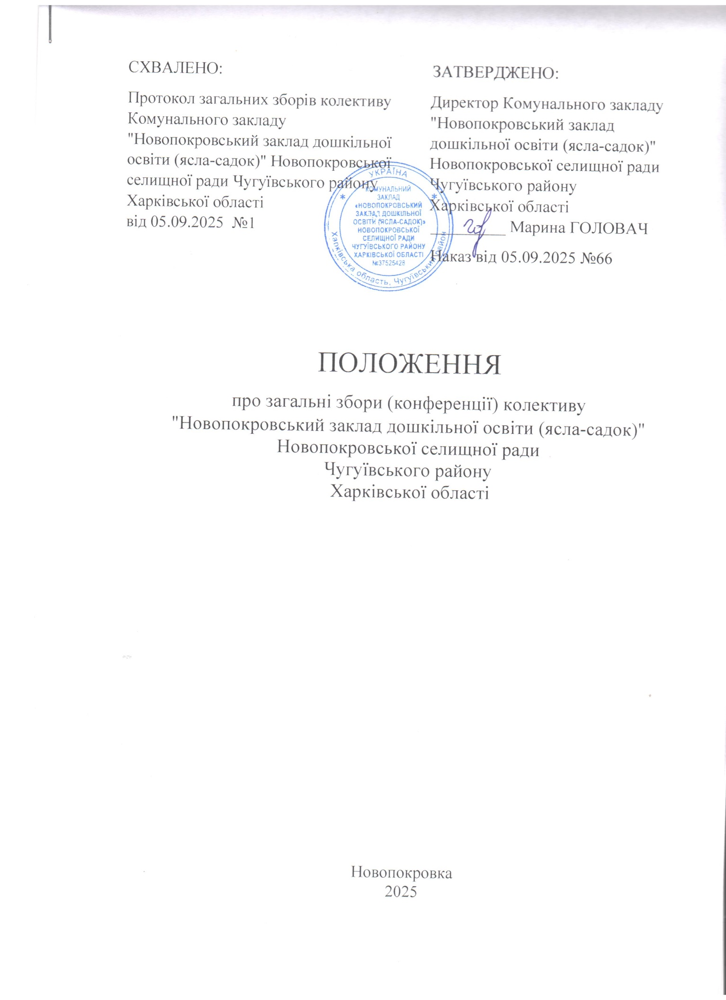 СХВАЛЕНО:
Протокол загальних зборів колективу
Комунального закладу
"Новопокровський заклад дошкільної
освіти (ясла-садок)" Новопокровської
селищної ради Чугуївського району
Харківської області
від 05.09.2025 №1
ЗАТВЕРДЖЕНО:
Директор Комунального закладу
"Новопокровський заклад
дошкільної освіти (ясла-садок)"
Новопокровської селищної ради
Чугуївського району
Харківської області
__________ Марина ГОЛОВАЧ
Наказ від 05.09.2025 №66
УКРАЇНА
КОМУНАЛЬНИЙ
ЗАКЛАД
«НОВОПОКРОВСЬКИЙ
ЗАКЛАД ДОШКІЛЬНОЇ
ОСВІТИ (ЯСЛА-САДОК)»
НОВОПОКРОВСЬКОЇ
СЕЛИЩНОЇ РАДИ
ЧУГУЇВСЬКОГО РАЙОНУ
ХАРКІВСЬКОЇ ОБЛАСТІ
№37525428
Харківська область, Чугуївський район
ПОЛОЖЕННЯ
про загальні збори (конференції) колективу
"Новопокровський заклад дошкільної освіти (ясла-садок)"
Новопокровської селищної ради
Чугуївського району
Харківської області
Новопокровка
2025